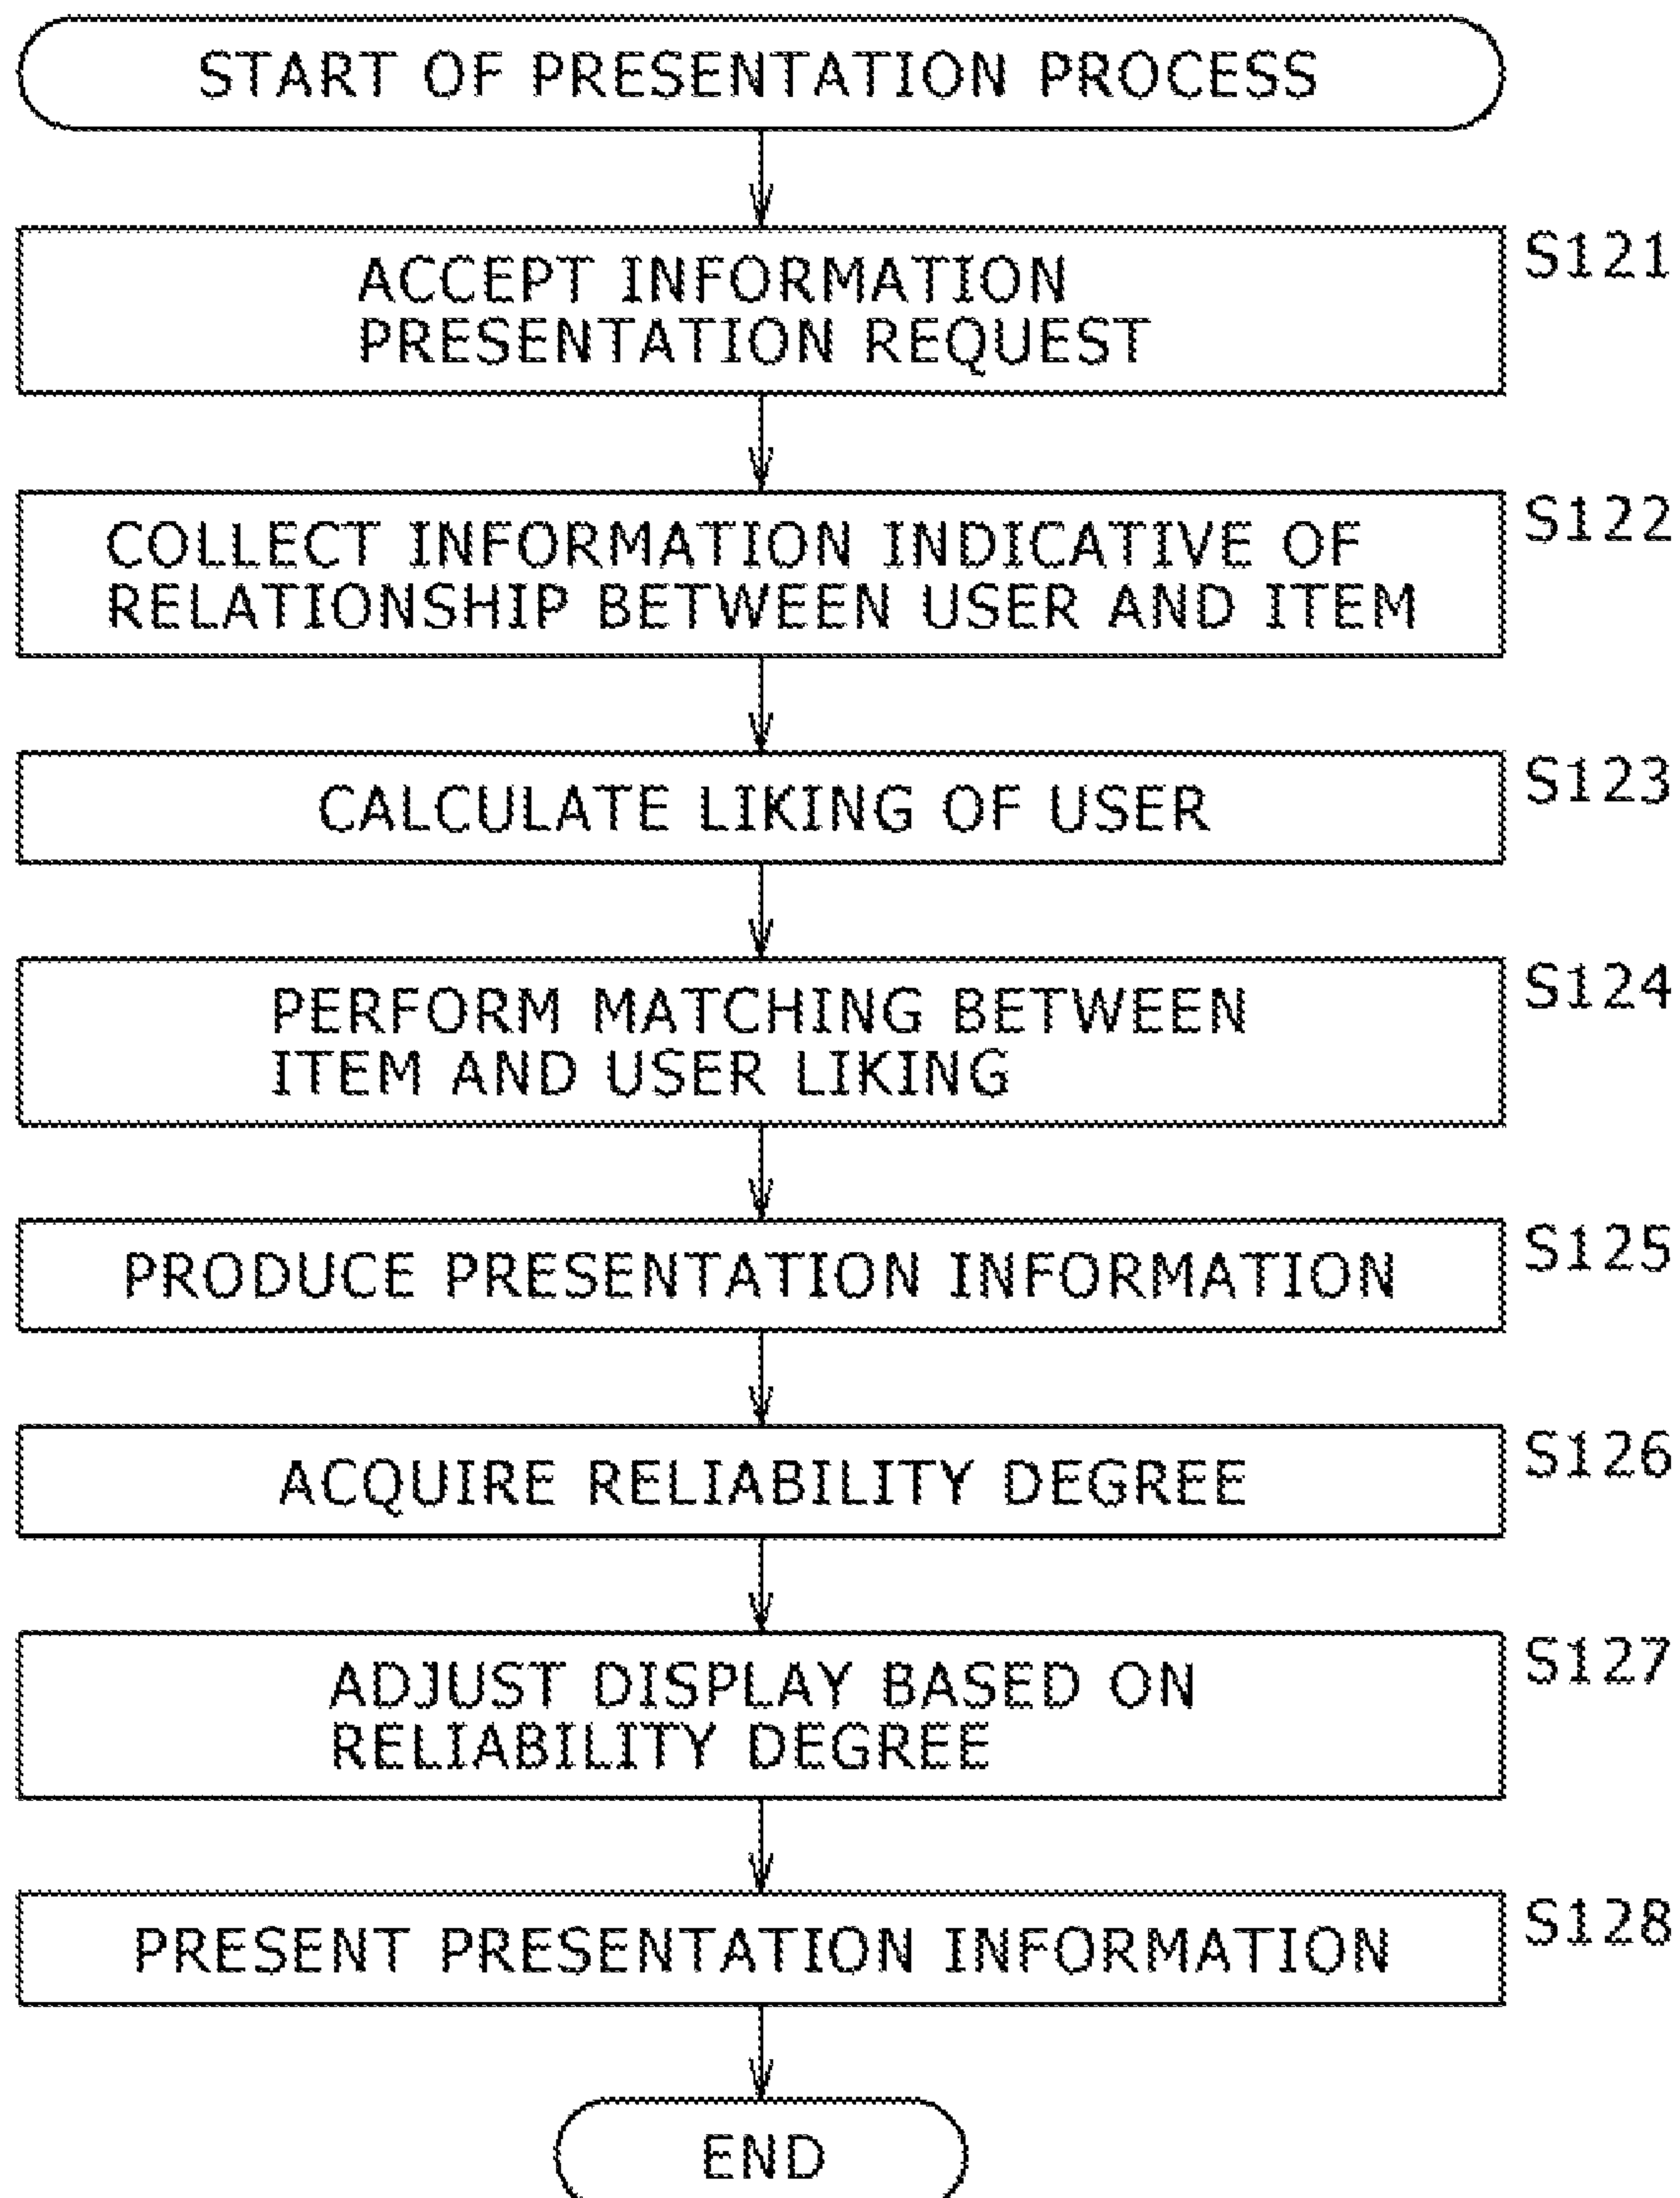 START OF PRESENTATION PROCESS
S121
ACCEPT INFORMATION
PRESENTATION REQUEST
S122
COLLECT INFORMATION INDICATIVE OF
RELATIONSHIP BETWEEN USER AND ITEM
S123
CALCULATE LIKING OF USER
S124
PERFORM MATCHING BETWEEN
ITEM AND USER LIKING
S125
PRODUCE PRESENTATION INFORMATION
S126
ACQUIRE RELIABILITY DEGREE
S127
ADJUST DISPLAY BASED ON
RELIABILITY DEGREE
S128
PRESENT PRESENTATION INFORMATION
END